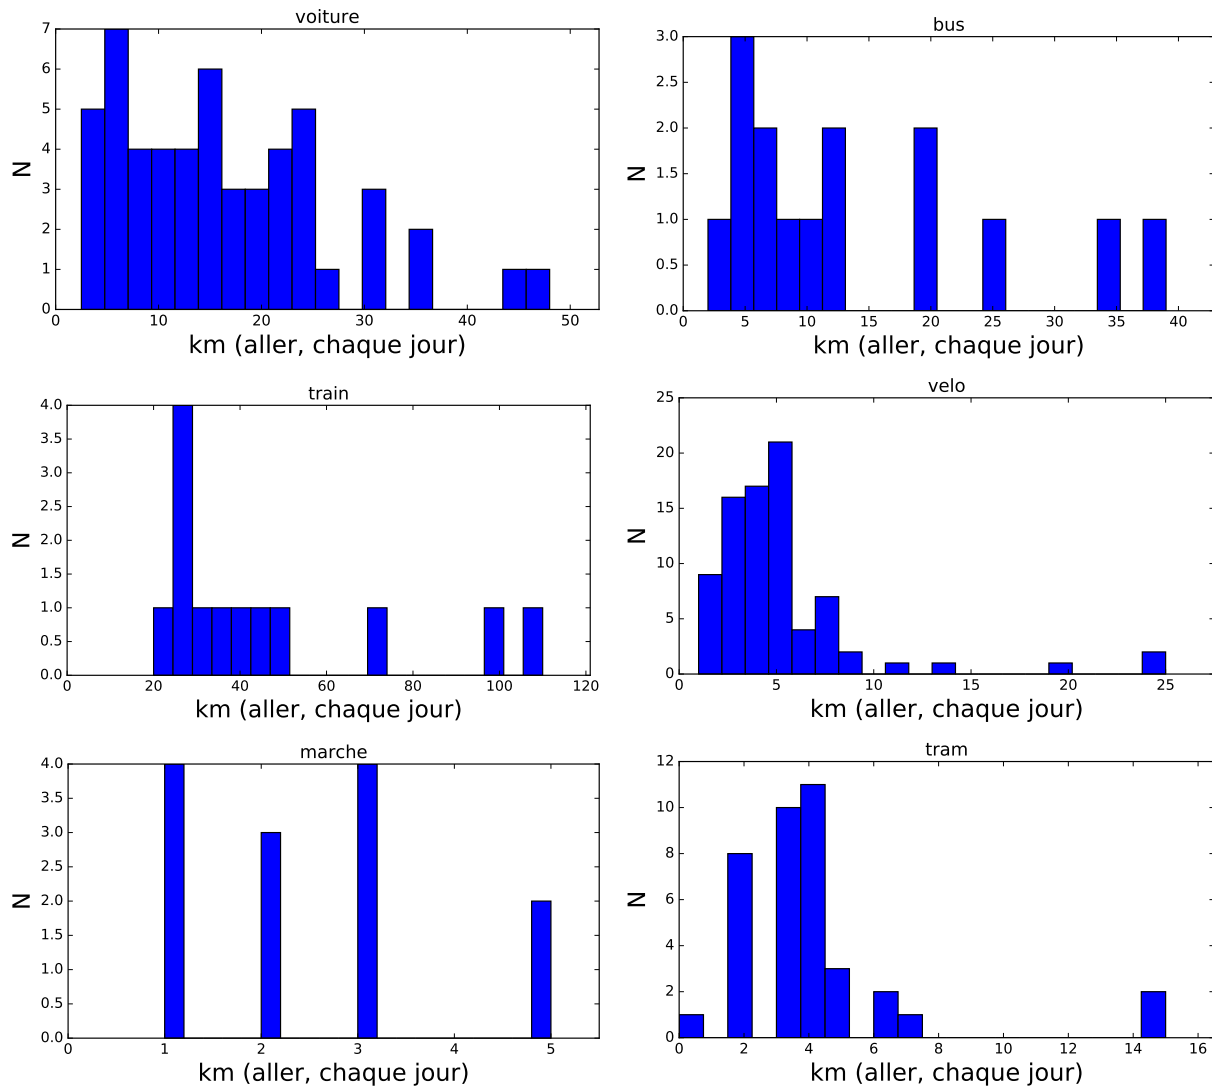 voiture
7
6
5
4
3
2
1
0
N
0 10 20 30 40 50
km (aller, chaque jour)
bus
3.0
2.5
2.0
1.5
1.0
0.5
0.0
N
0 5 10 15 20 25 30 35 40
km (aller, chaque jour)
train
4.0
3.5
3.0
2.5
2.0
1.5
1.0
0.5
0.0
N
0 20 40 60 80 100 120
km (aller, chaque jour)
velo
25
20
15
10
5
0
N
0 5 10 15 20 25
km (aller, chaque jour)
marche
4.0
3.5
3.0
2.5
2.0
1.5
1.0
0.5
0.0
N
0 1 2 3 4 5
km (aller, chaque jour)
tram
12
10
8
6
4
2
0
N
0 2 4 6 8 10 12 14 16
km (aller, chaque jour)